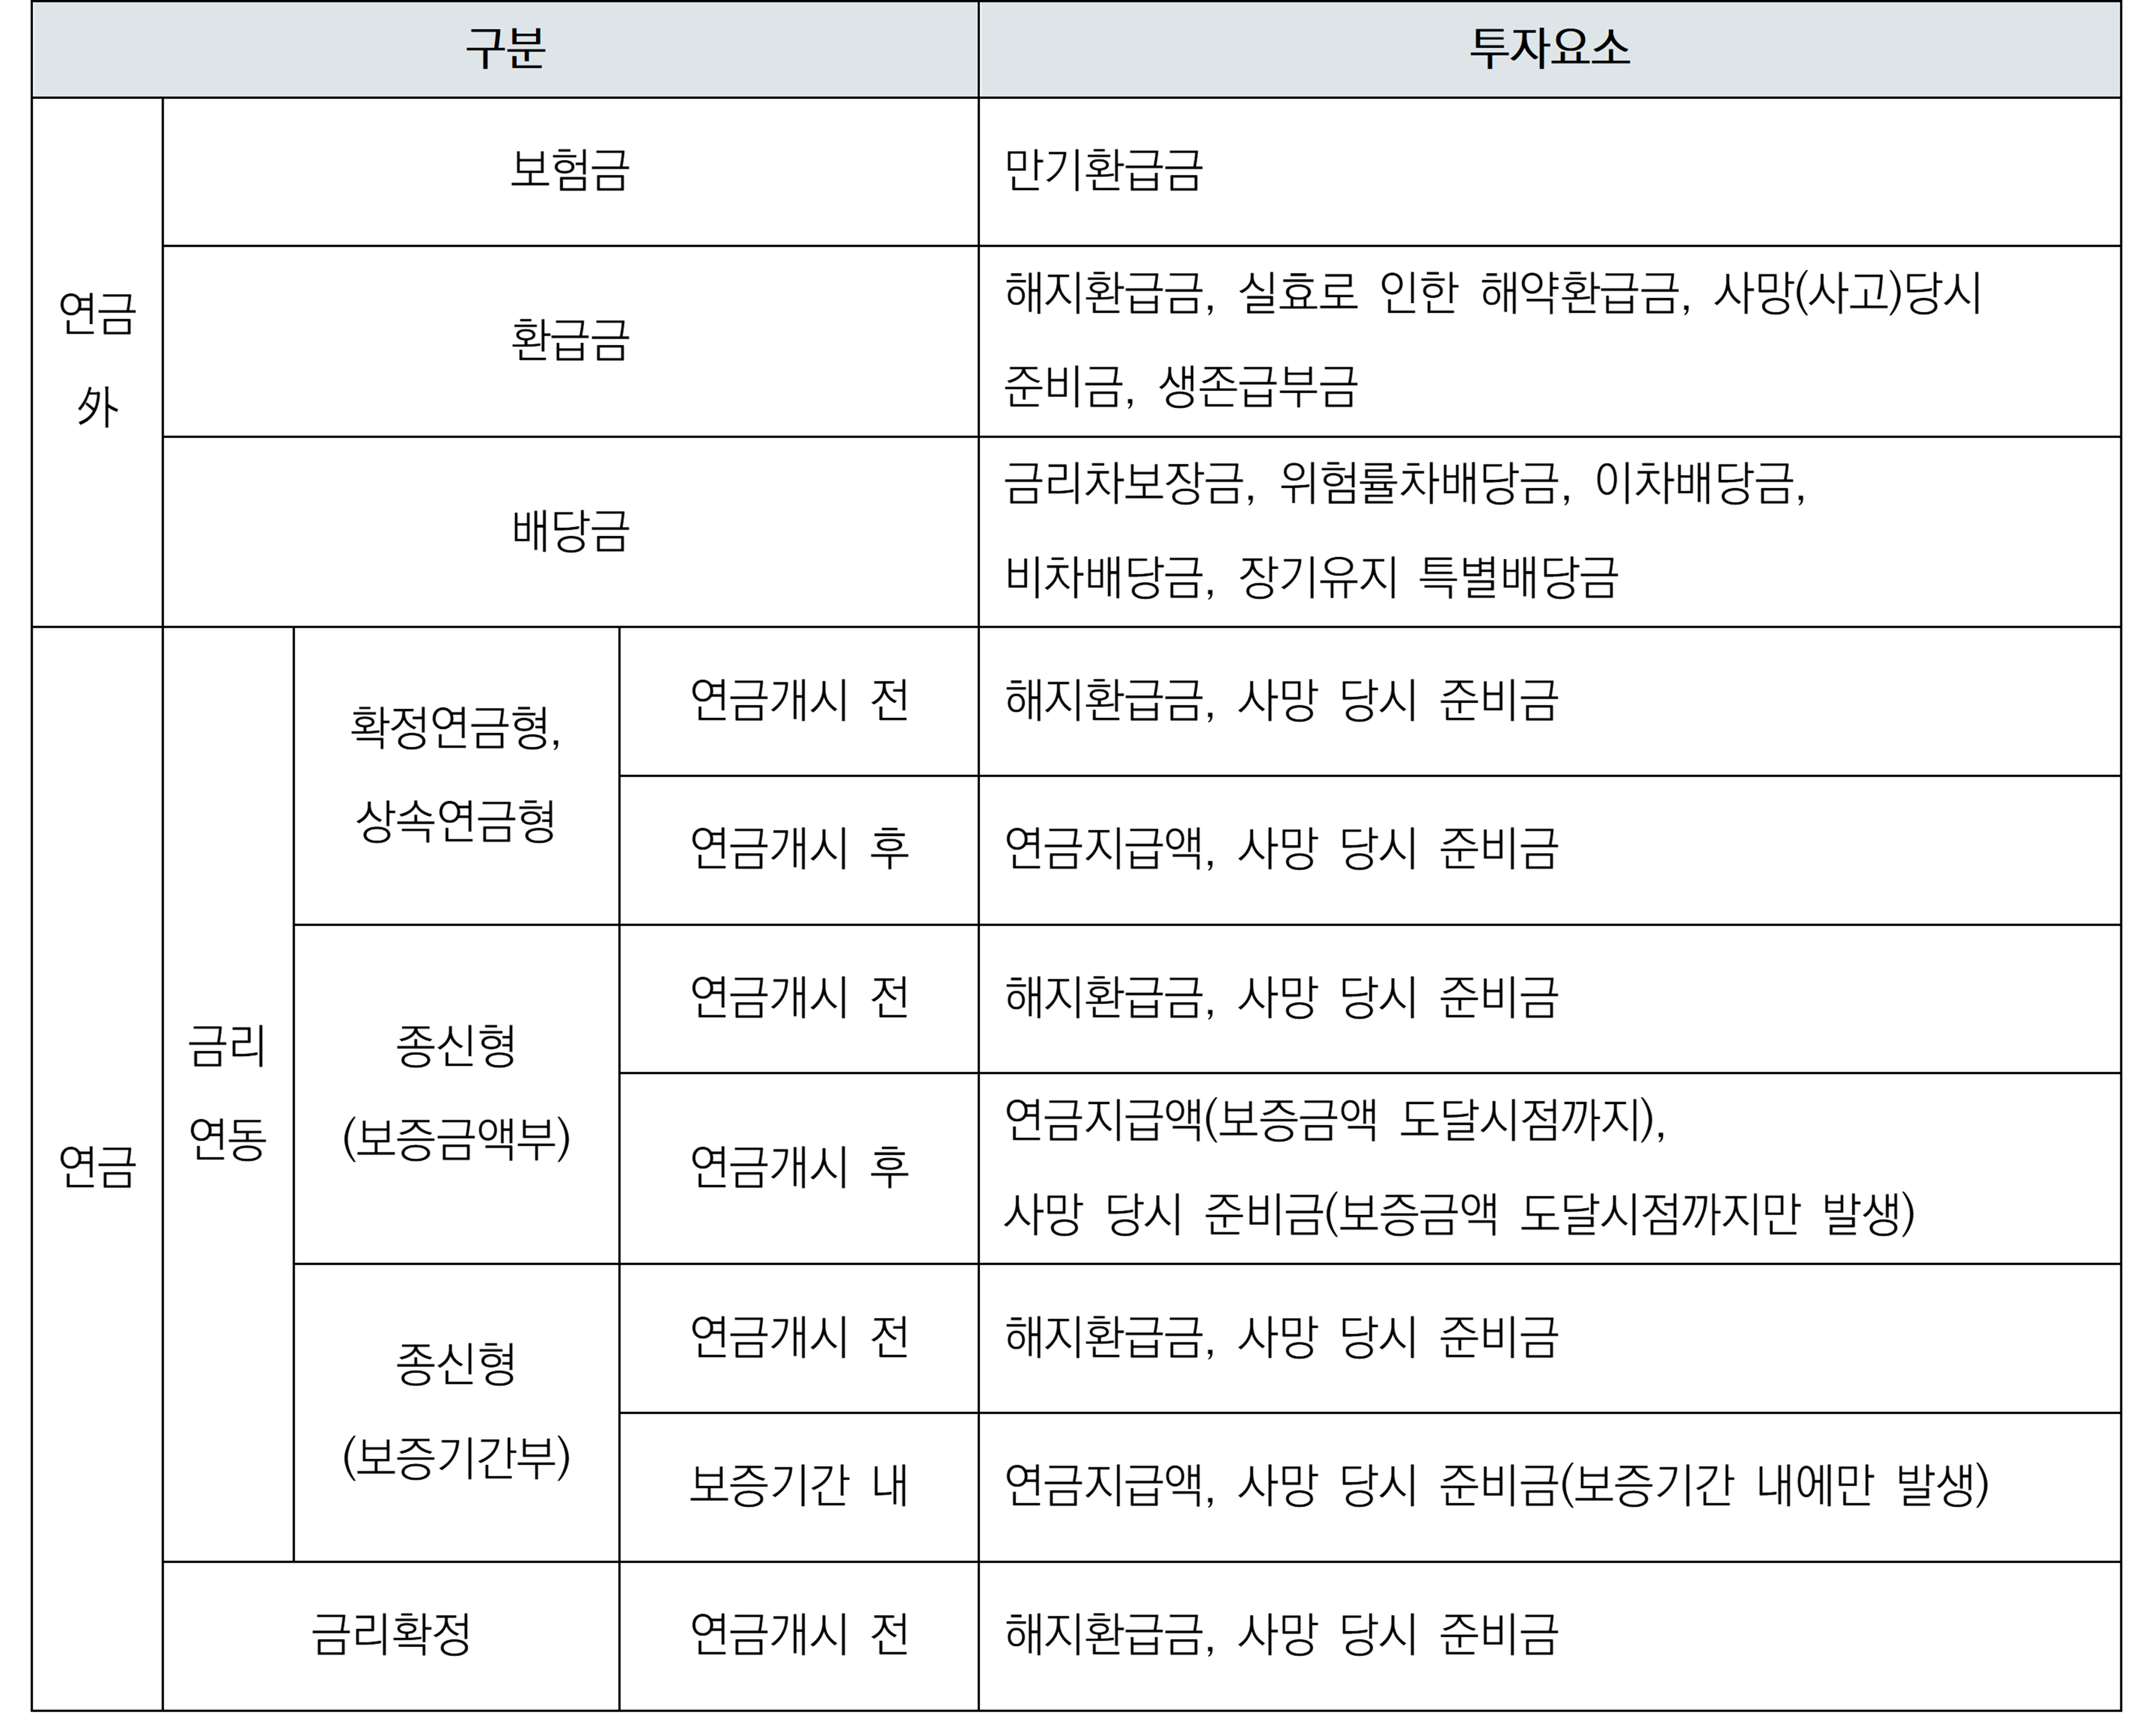 구분
투자요소
연금
外
보험금
만기환급금
환급금
해지환급금, 실효로 인한 해약환급금, 사망(사고)당시
준비금, 생존급부금
배당금
금리차보장금, 위험률차배당금, 이차배당금,
비차배당금, 장기유지 특별배당금
연금
금리
연동
확정연금형,
상속연금형
연금개시 전
해지환급금, 사망 당시 준비금
연금개시 후
연금지급액, 사망 당시 준비금
종신형
(보증금액부)
연금개시 전
해지환급금, 사망 당시 준비금
연금개시 후
연금지급액(보증금액 도달시점까지),
사망 당시 준비금(보증금액 도달시점까지만 발생)
종신형
(보증기간부)
연금개시 전
해지환급금, 사망 당시 준비금
보증기간 내
연금지급액, 사망 당시 준비금(보증기간 내에만 발생)
금리확정
연금개시 전
해지환급금, 사망 당시 준비금